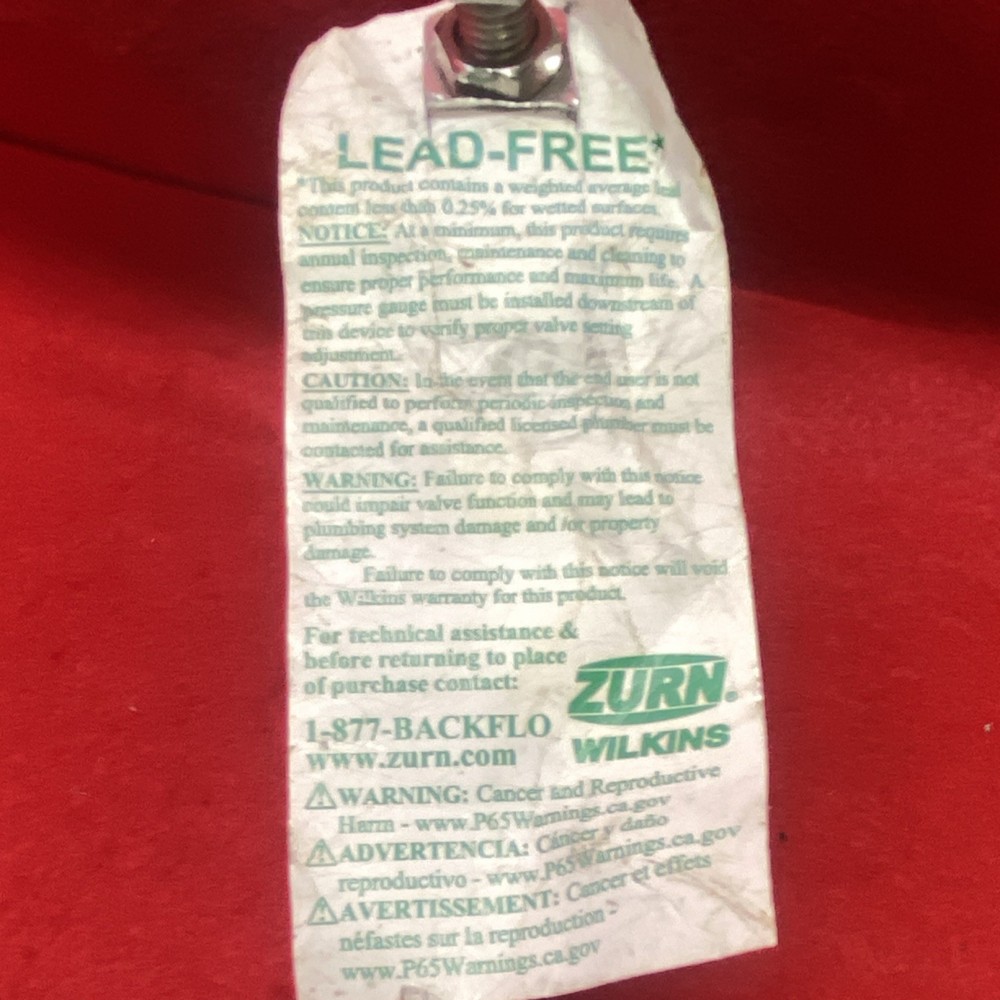 LEAD-FREE*
*This product contains a weighted average lead
content less than 0.25% for wetted surfaces.
NOTICE: At a minimum, this product requires
annual inspection, maintenance and cleaning to
ensure proper performance and maximum life. A
pressure gauge must be installed downstream of
this device to verify proper valve setting
adjustment.
CAUTION: In the event that the end user is not
qualified to perform periodic inspection and
maintenance, a qualified licensed plumber must be
contacted for assistance.
WARNING: Failure to comply with this notice
could impair valve function and may lead to
plumbing system damage and /or property
damage.
Failure to comply with this notice will void
the Wilkins warranty for this product.
For technical assistance &
before returning to place
of purchase contact:
1-877-BACKFLO
www.zurn.com
ZURN®
WILKINS
⚠WARNING: Cancer and Reproductive
Harm - www.P65Warnings.ca.gov
⚠ADVERTENCIA: Cáncer y daño
reproductivo - www.P65Warnings.ca.gov
⚠AVERTISSEMENT: Cancer et effets
néfastes sur la reproduction -
www.P65Warnings.ca.gov